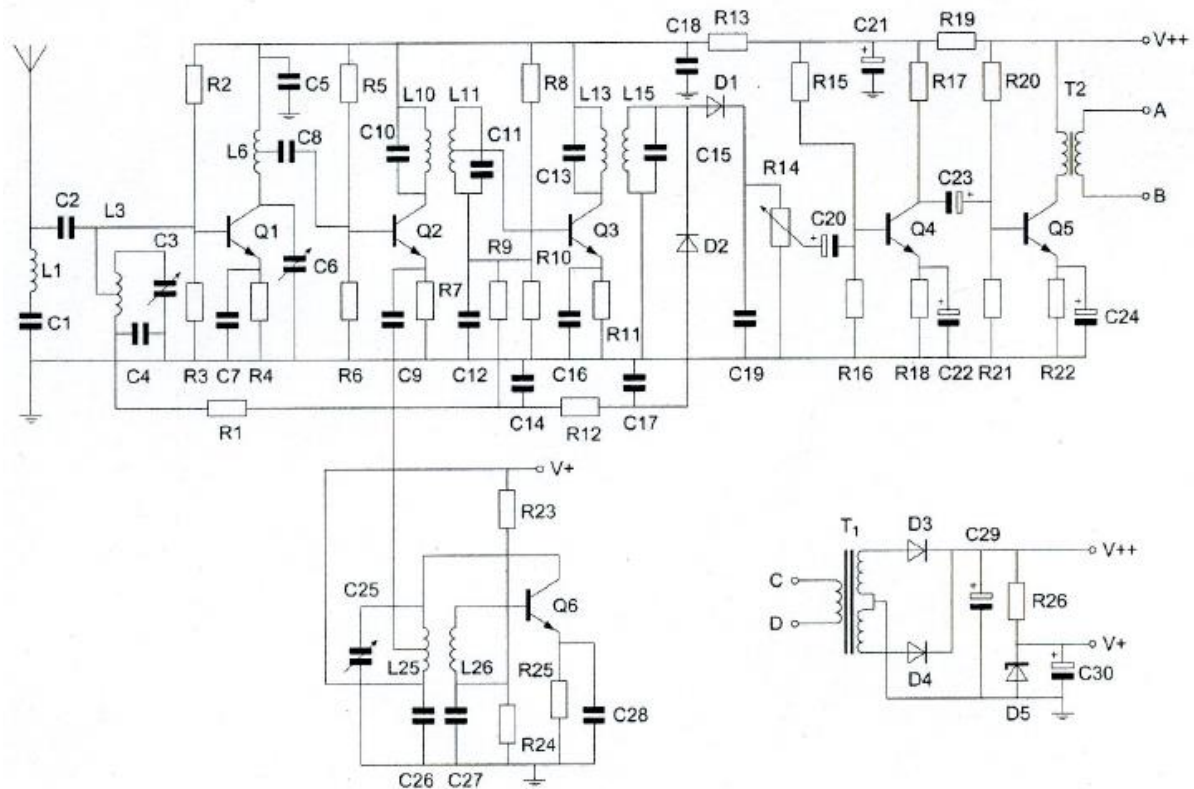 C18 R13 C21 R19
V++
R2 C5 R5 L10 L11 R8 L13 L15 D1 R15 R17 R20 T2
A
C8 C10 C11 C15
L6 C13 R14
C2 L3 C23 B
C3 Q1 Q2 R9 Q3 D2 C20 Q4 Q5
L1 C6 R7 R10
C1 R11 C24
C4 R3 C7 R4 R6 C9 C12 C16 C19 R16 R18 C22 R21 R22
R1 C14 R12 C17
V+
R23
T1 D3 C29
V++
C25 Q6 C
R26
D
V+
L25 L26 R25 D4 C30
C28 D5
R24
C26 C27
+
+
+
+
+
+
+